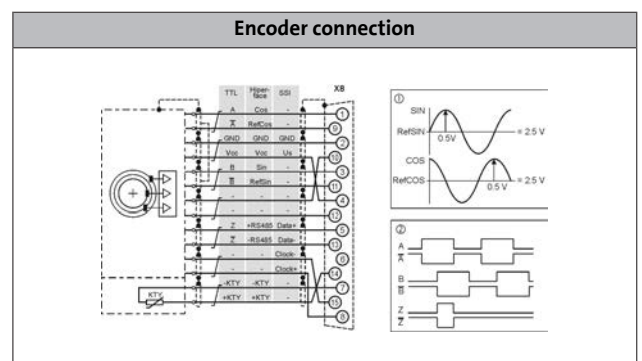 Encoder connection
TTL Hiper-face SSI X8
A Cos -
A RefCos -
GND GND GND
Vcc Vcc Us
B Sin -
B RefSin -
- - -
- - -
Z +RS485 Data+
Z -RS485 Data-
- - Clock-
- - Clock+
-KTY -KTY -
+KTY +KTY -
KTY
1
9
2
10
3
11
4
12
5
13
6
14
7
15
8
①
SIN
RefSIN 0.5V = 2.5 V
COS
RefCOS 0.5 V = 2.5 V
②
A
A
B
B
Z
Z